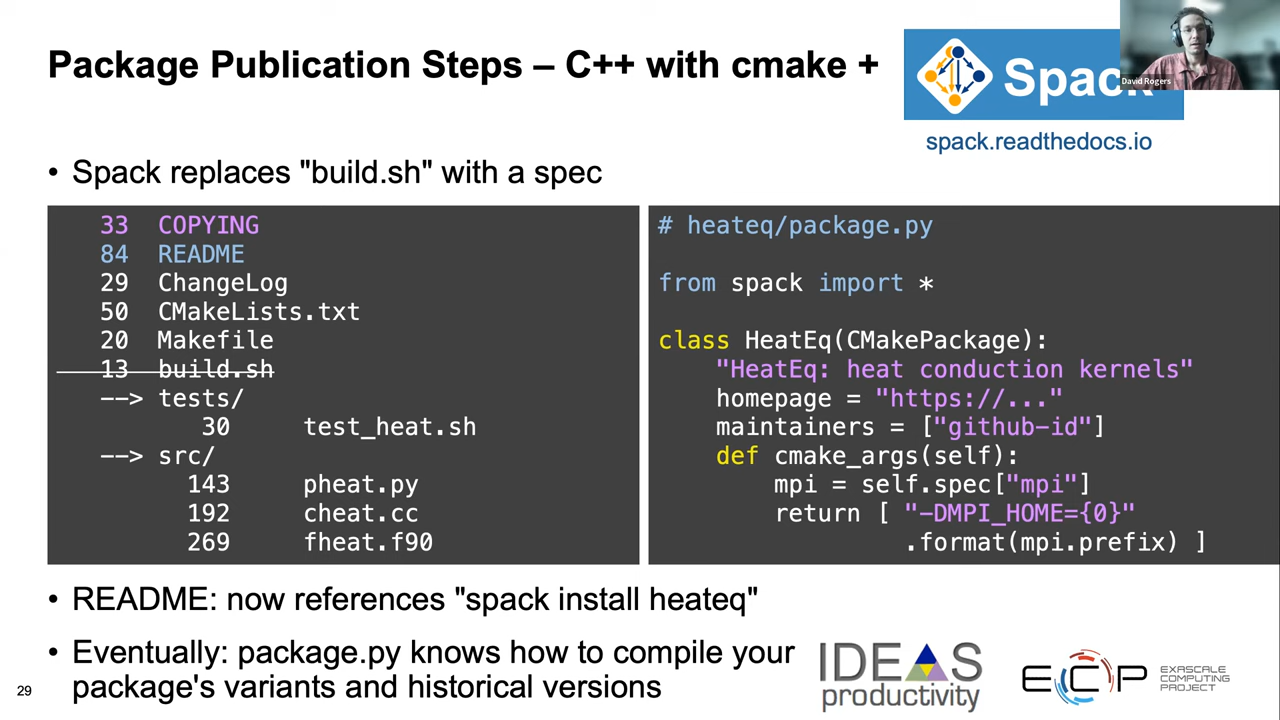 Package Publication Steps – C++ with cmake +
Spack
David Rogers
spack.readthedocs.io
• Spack replaces "build.sh" with a spec
33 COPYING
84 README
29 ChangeLog
50 CMakeLists.txt
20 Makefile
13 build.sh
--> tests/
30 test_heat.sh
--> src/
143 pheat.py
192 cheat.cc
269 fheat.f90
# heateq/package.py
from spack import *
class HeatEq(CMakePackage):
"HeatEq: heat conduction kernels"
homepage = "https://..."
maintainers = ["github-id"]
def cmake_args(self):
mpi = self.spec["mpi"]
return [ "-DMPI_HOME={0}"
.format(mpi.prefix) ]
• README: now references "spack install heateq"
• Eventually: package.py knows how to compile your
package's variants and historical versions
29
IDEAS
productivity
ECP
EXASCALE
COMPUTING
PROJECT